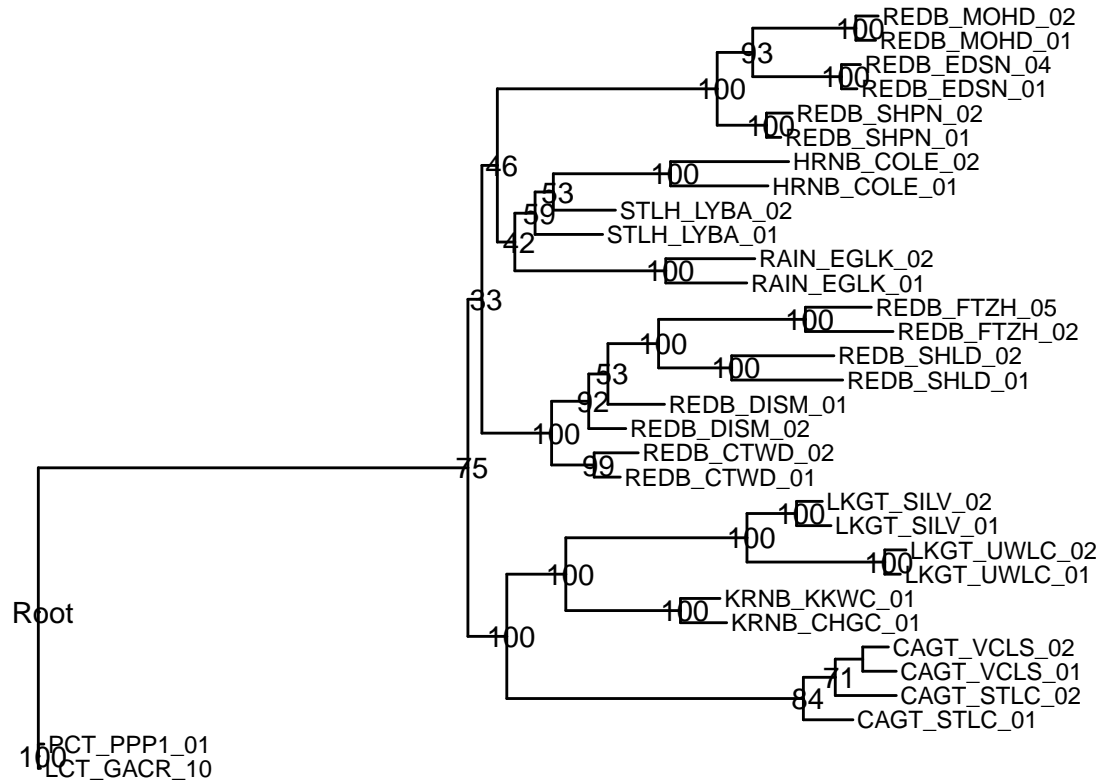 REDB_MOHD_02
100
REDB_MOHD_01
93
REDB_EDSN_04
100
REDB_EDSN_01
100
REDB_SHPN_02
100
REDB_SHPN_01
46
HRNB_COLE_02
100
HRNB_COLE_01
53
STLH_LYBA_02
59
STLH_LYBA_01
42
RAIN_EGLK_02
100
RAIN_EGLK_01
33
REDB_FTZH_05
100
REDB_FTZH_02
100
REDB_SHLD_02
100
REDB_SHLD_01
53
REDB_DISM_01
92
REDB_DISM_02
100
REDB_CTWD_02
99
REDB_CTWD_01
75
LKGT_SILV_02
100
LKGT_SILV_01
100
LKGT_UWLC_02
100
LKGT_UWLC_01
100
KRNB_KKWC_01
100
KRNB_CHGC_01
Root
100
CAGT_VCLS_02
CAGT_VCLS_01
71
CAGT_STLC_02
84
CAGT_STLC_01
PCT_PPP1_01
100
LCT_GACR_10